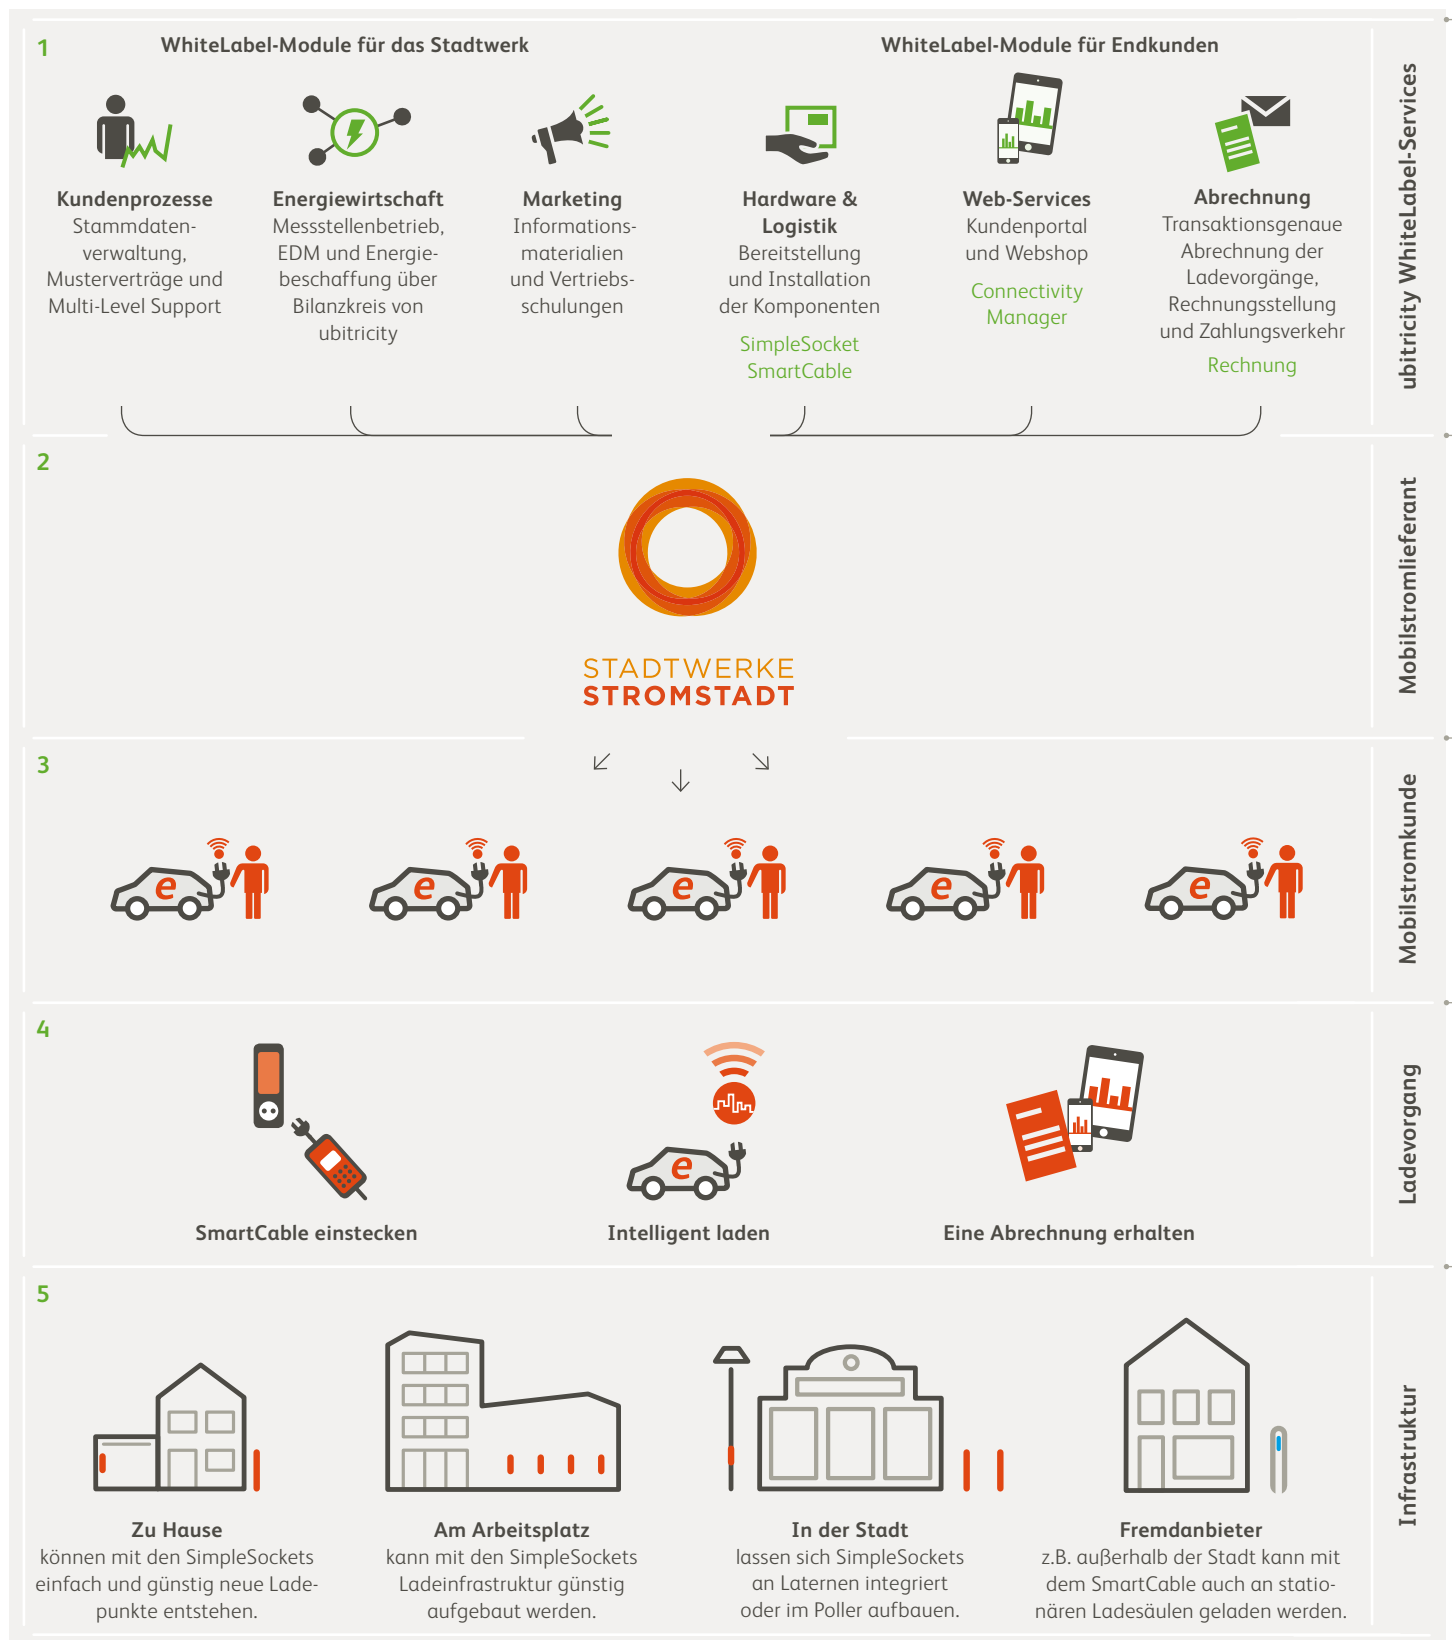 1
WhiteLabel-Module für das Stadtwerk
WhiteLabel-Module für Endkunden
Kundenprozesse
Stammdaten-
verwaltung,
Musterverträge und
Multi-Level Support
Energiewirtschaft
Messstellenbetrieb,
EDM und Energie-
beschaffung über
Bilanzkreis von
ubitricity
Marketing
Informations-
materialien
und Vertriebs-
schulungen
Hardware &
Logistik
Bereitstellung
und Installation
der Komponenten
SimpleSocket
SmartCable
Web-Services
Kundenportal
und Webshop
Connectivity
Manager
Abrechnung
Transaktionsgenaue
Abrechnung der
Ladevorgänge,
Rechnungsstellung
und Zahlungsverkehr
Rechnung
ubitricity WhiteLabel-Services
2
STADTWERKE
STROMSTADT
Mobilstromlieferant
3
e
e
e
e
e
Mobilstromkunde
4
e
SmartCable einstecken
Intelligent laden
Eine Abrechnung erhalten
Ladevorgang
5
Zu Hause
können mit den SimpleSockets
einfach und günstig neue Lade-
punkte entstehen.
Am Arbeitsplatz
kann mit den SimpleSockets
Ladeinfrastruktur günstig
aufgebaut werden.
In der Stadt
lassen sich SimpleSockets
an Laternen integriert
oder im Poller aufbauen.
Fremdanbieter
z.B. außerhalb der Stadt kann mit
dem SmartCable auch an statio-
nären Ladesäulen geladen werden.
Infrastruktur